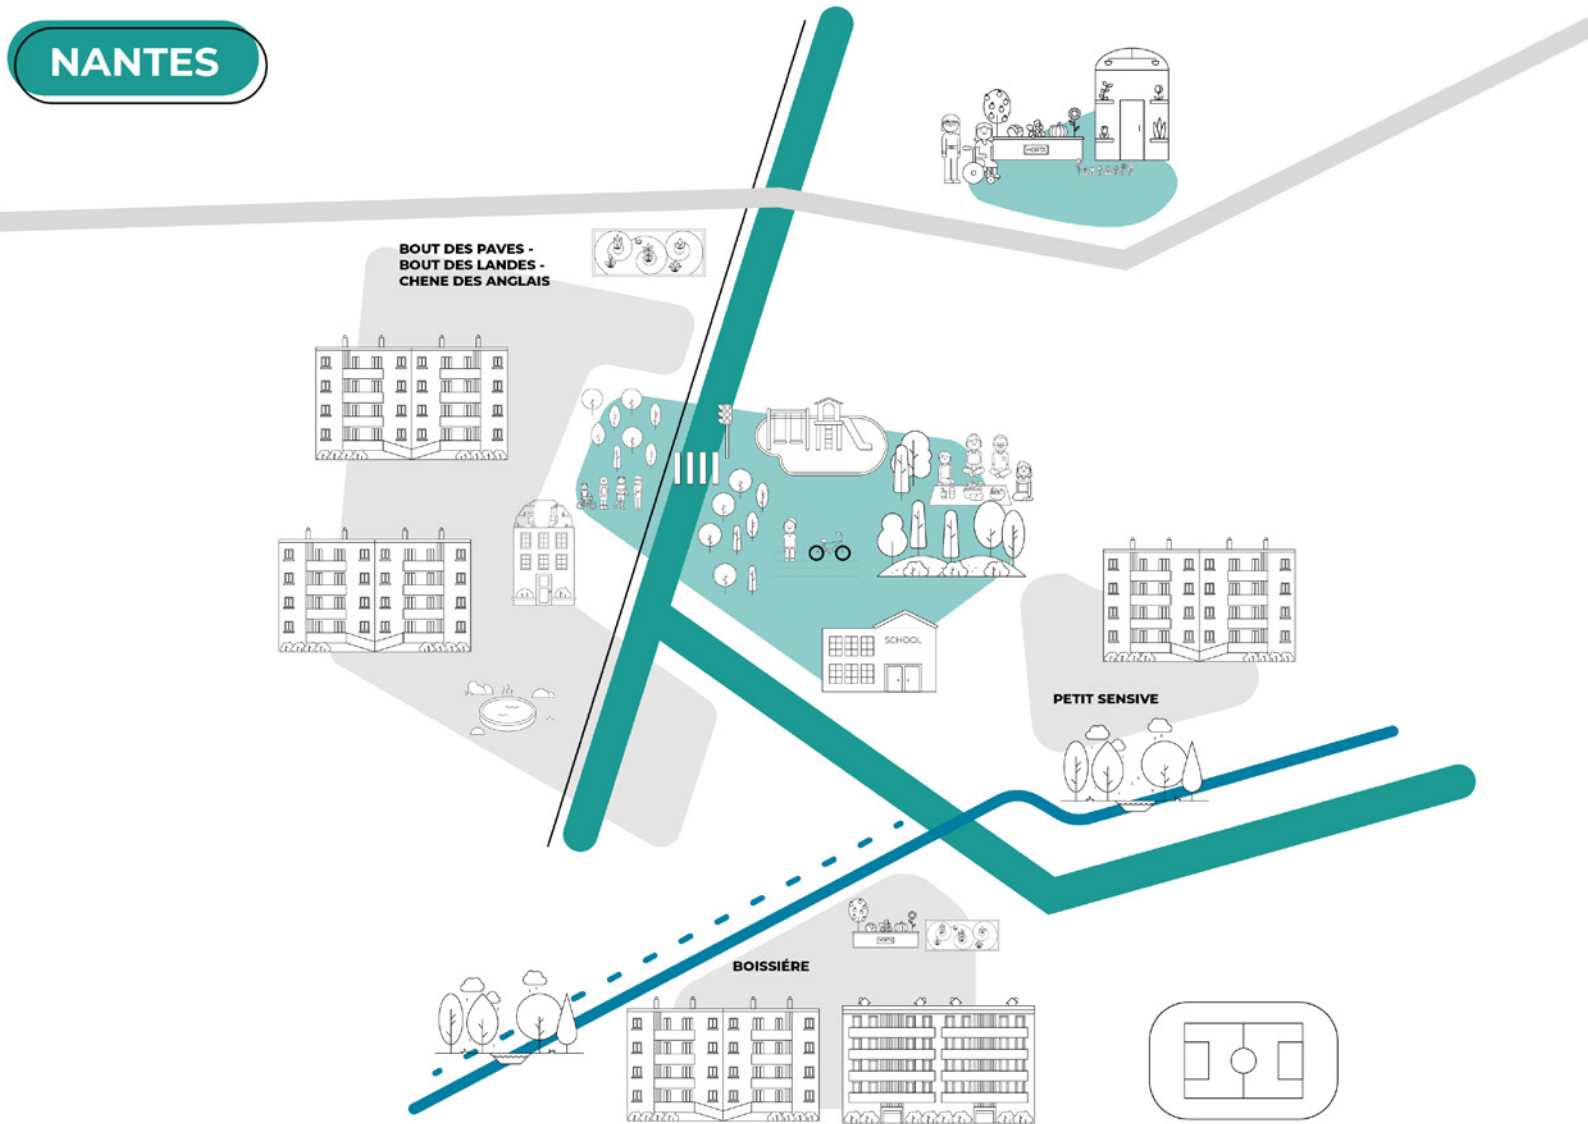 NANTES
BOUT DES PAVES -
BOUT DES LANDES -
CHENE DES ANGLAIS
SCHOOL
PETIT SENSIVE
BOISSIÉRE